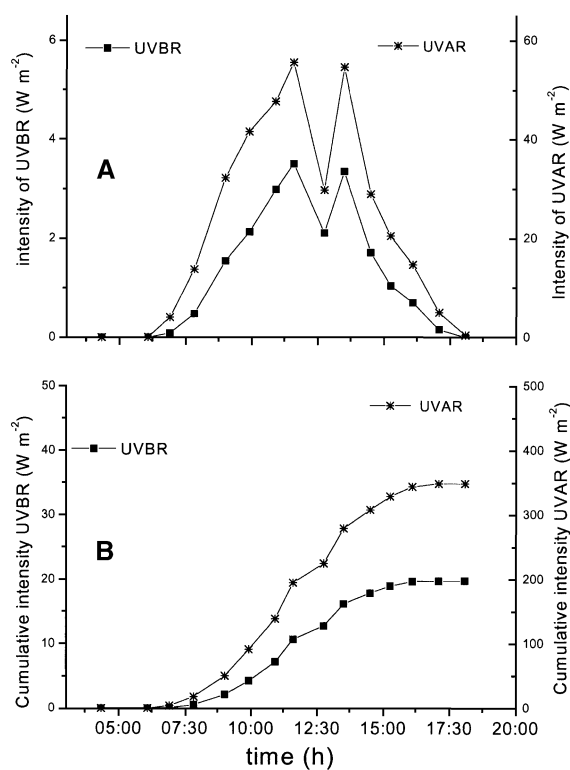 A
UVBR
UVAR
intensity of UVBR (W m-2)
Intensity of UVAR (W m-2)
6
4
2
0
60
40
20
0
B
UVBR
UVAR
Cumulative intensity UVBR (W m-2)
Cumulative intensity UVAR (W m-2)
50
40
30
20
10
0
500
400
300
200
100
0
05:00 07:30 10:00 12:30 15:00 17:30 20:00
time (h)